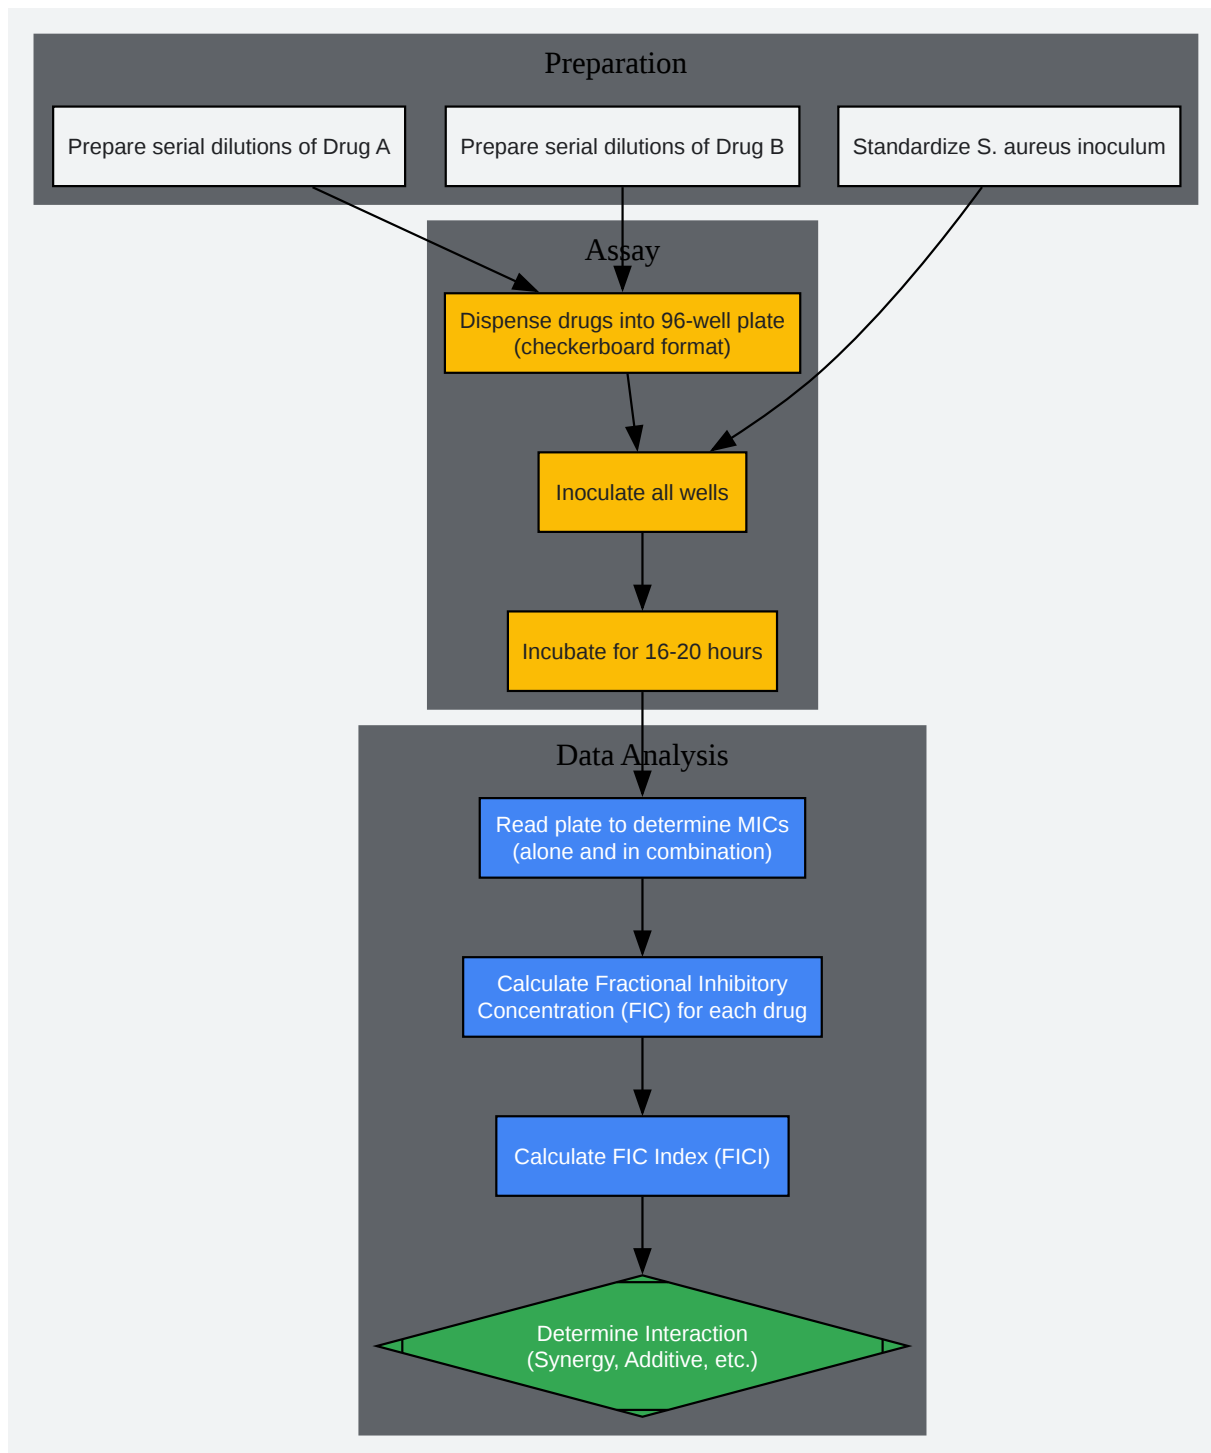 Preparation
Prepare serial dilutions of Drug A
Prepare serial dilutions of Drug B
Standardize S. aureus inoculum
Assay
Dispense drugs into 96-well plate
(checkerboard format)
Inoculate all wells
Incubate for 16-20 hours
Data Analysis
Read plate to determine MICs
(alone and in combination)
Calculate Fractional Inhibitory
Concentration (FIC) for each drug
Calculate FIC Index (FICI)
Determine Interaction
(Synergy, Additive, etc.)